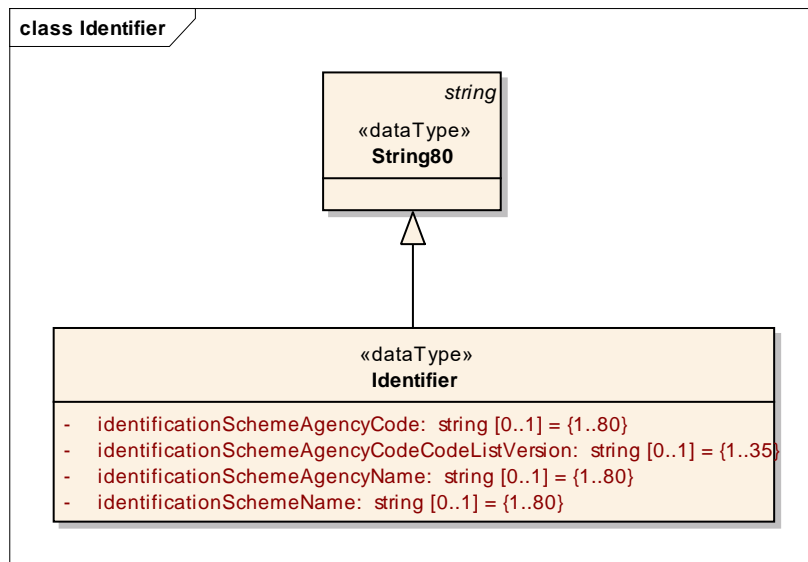 class Identifier
string
«dataType»
String80
«dataType»
Identifier
- identificationSchemeAgencyCode: string [0..1] = {1..80}
- identificationSchemeAgencyCodeCodeListVersion: string [0..1] = {1..35}
- identificationSchemeAgencyName: string [0..1] = {1..80}
- identificationSchemeName: string [0..1] = {1..80}